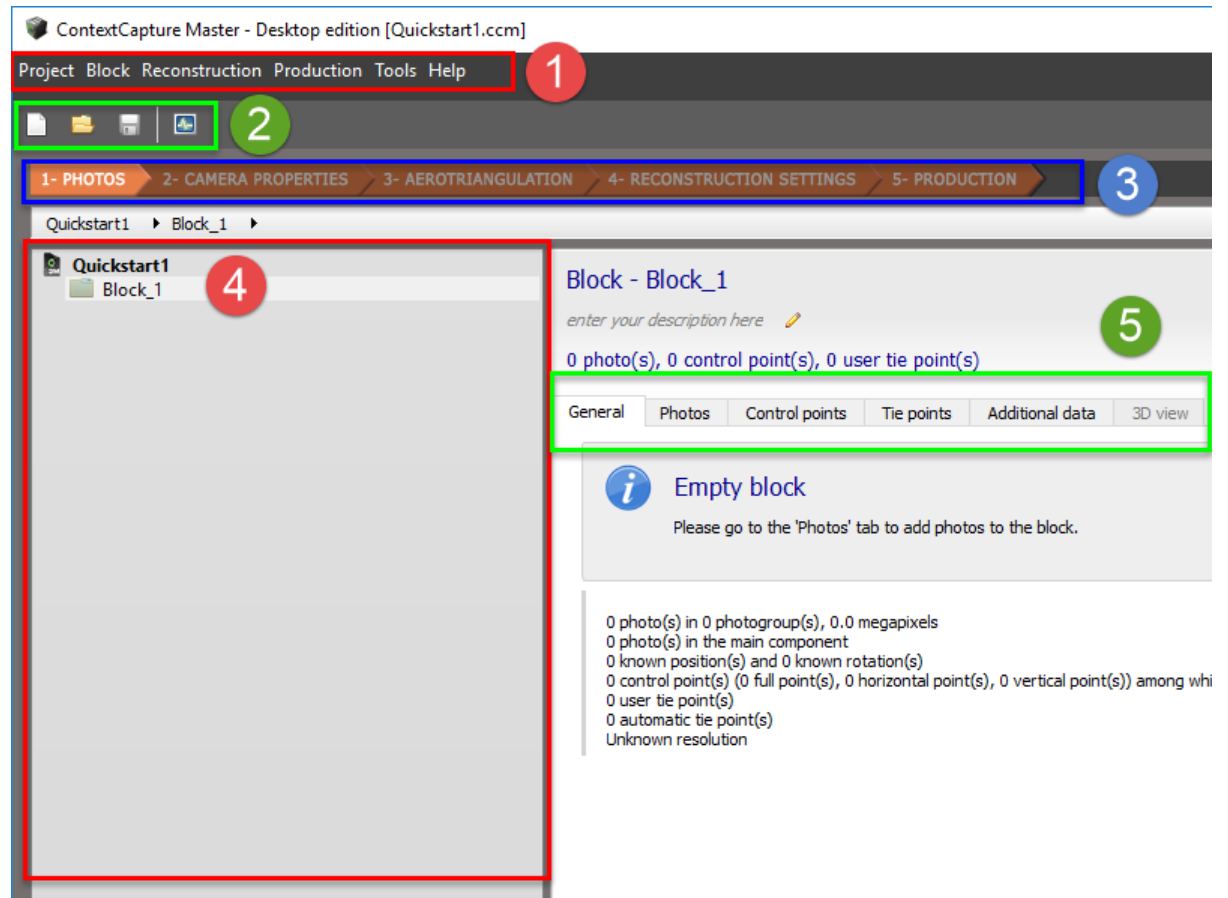 ContextCapture Master - Desktop edition [Quickstart1.ccm]
Project Block Reconstruction Production Tools Help
1
2
1- PHOTOS 2- CAMERA PROPERTIES 3- AEROTRIANGULATION 4- RECONSTRUCTION SETTINGS 5- PRODUCTION
3
Quickstart1 Block_1
Quickstart1
Block_1
4
Block - Block_1
enter your description here
5
0 photo(s), 0 control point(s), 0 user tie point(s)
General Photos Control points Tie points Additional data 3D view
Empty block
Please go to the 'Photos' tab to add photos to the block.
0 photo(s) in 0 photogroup(s), 0.0 megapixels
0 photo(s) in the main component
0 known position(s) and 0 known rotation(s)
0 control point(s) (0 full point(s), 0 horizontal point(s), 0 vertical point(s)) among whi
0 user tie point(s)
0 automatic tie point(s)
Unknown resolution